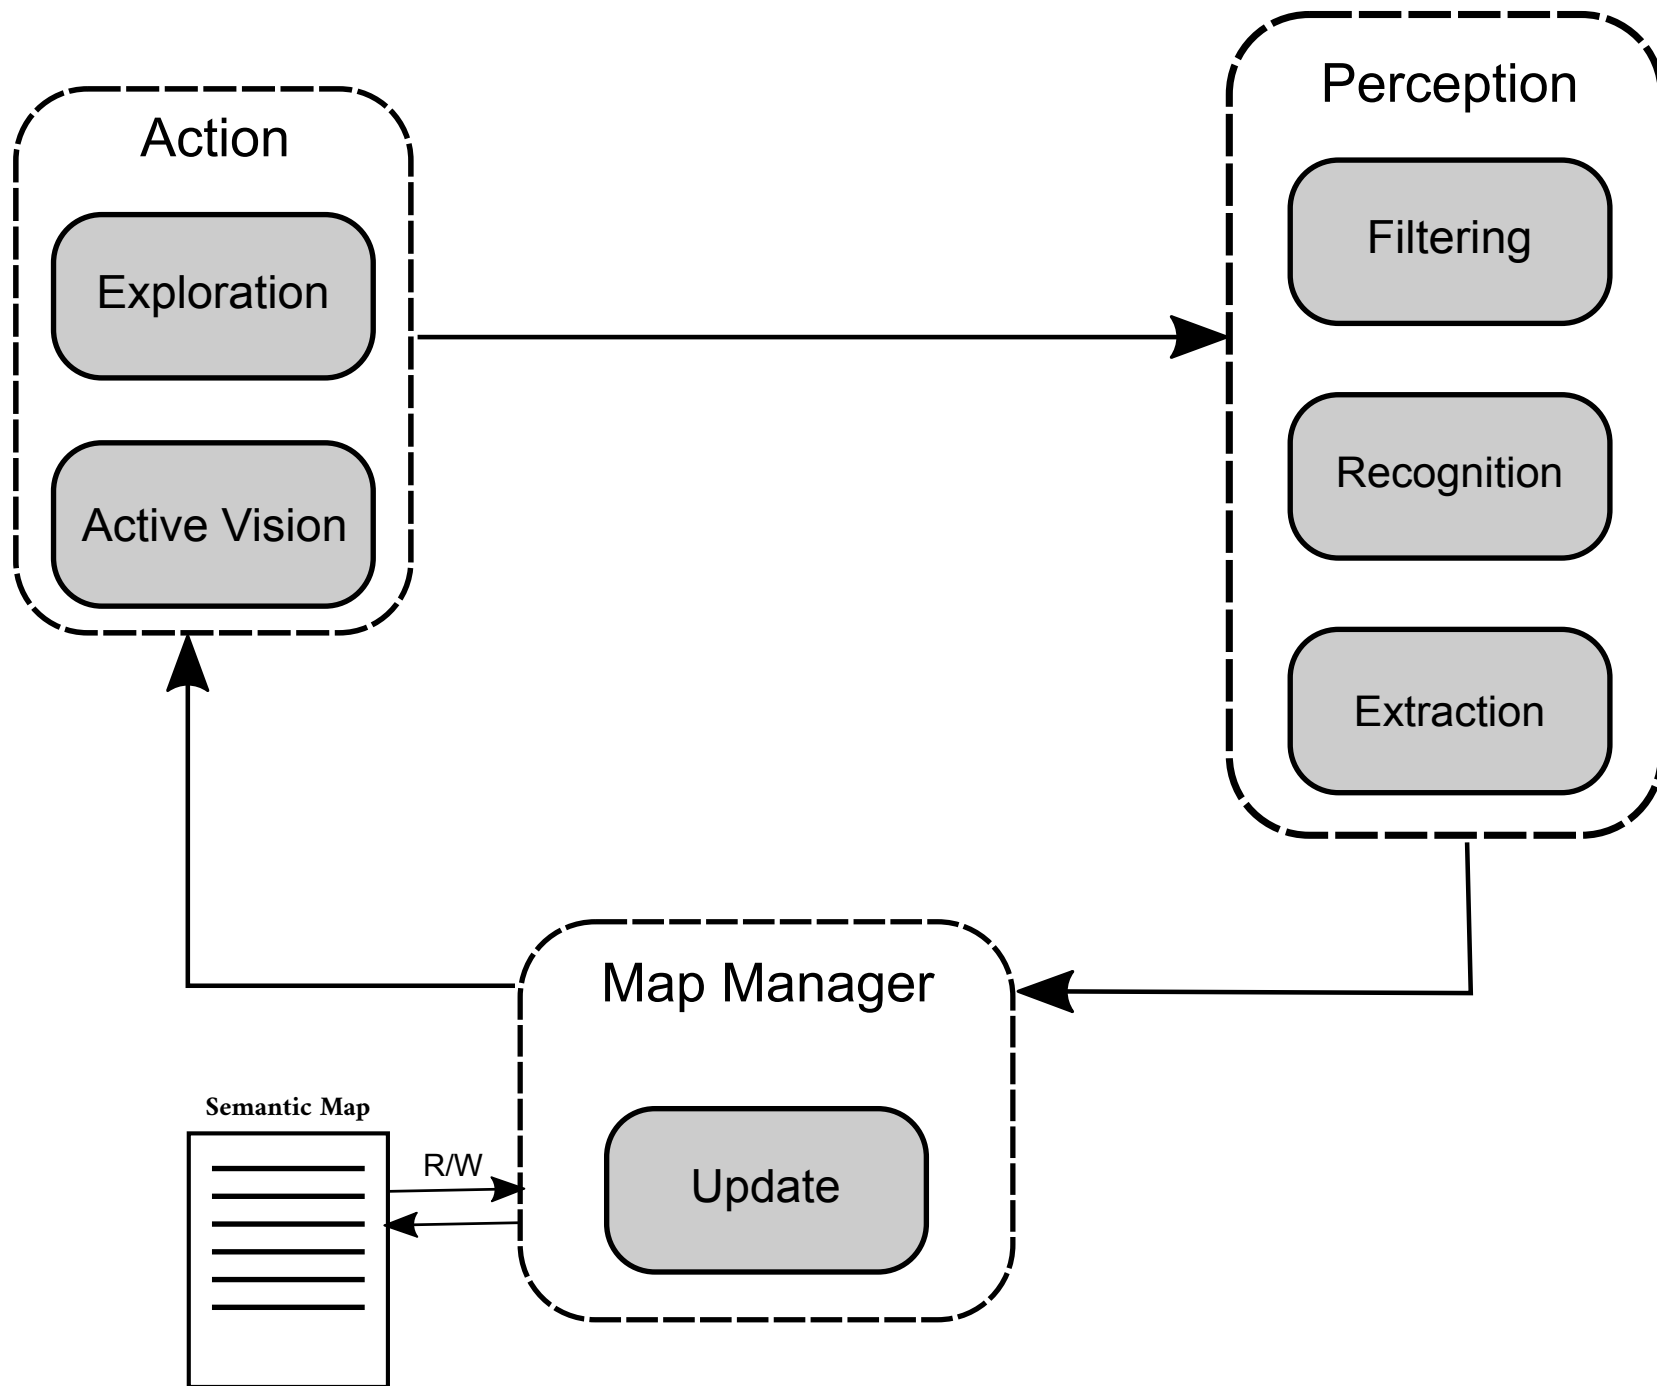 Action
Exploration
Active Vision
Perception
Filtering
Recognition
Extraction
Map Manager
Update
Semantic Map
R/W